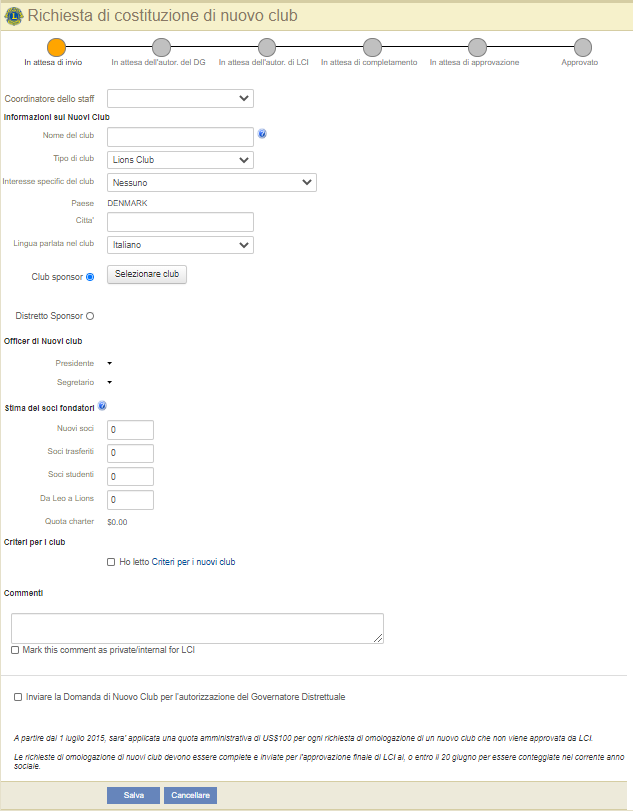 Richiesta di costituzione di nuovo club
In attesa di invio
In attesa dell'autor. del DG
In attesa dell'autor. di LCI
In attesa di completamento
In attesa di approvazione
Approvato
Coordinatore dello staff
Informazioni sui Nuovi Club
Nome del club
Tipo di club Lions Club
Interesse specific del club Nessuno
Paese DENMARK
Citta'
Lingua parlata nel club Italiano
Club sponsor Selezionare club
Distretto Sponsor
Officer di Nuovi club
Presidente
Segretario
Stima dei soci fondatori
Nuovi soci 0
Soci trasferiti 0
Soci studenti 0
Da Leo a Lions 0
Quota charter $0.00
Criteri per i club
Ho letto Criteri per i nuovi club
Commenti
Mark this comment as private/internal for LCI
Inviare la Domanda di Nuovo Club per l'autorizzazione del Governatore Distrettuale
A partire dal 1 luglio 2015, sara' applicata una quota amministrativa di US$100 per ogni richiesta di omologazione di un nuovo club che non viene approvata da LCI.
Le richieste di omologazione di nuovi club devono essere complete e inviate per l'approvazione finale di LCI al, o entro il 20 giugno per essere conteggiate nel corrente anno
sociale.
Salva Cancellare